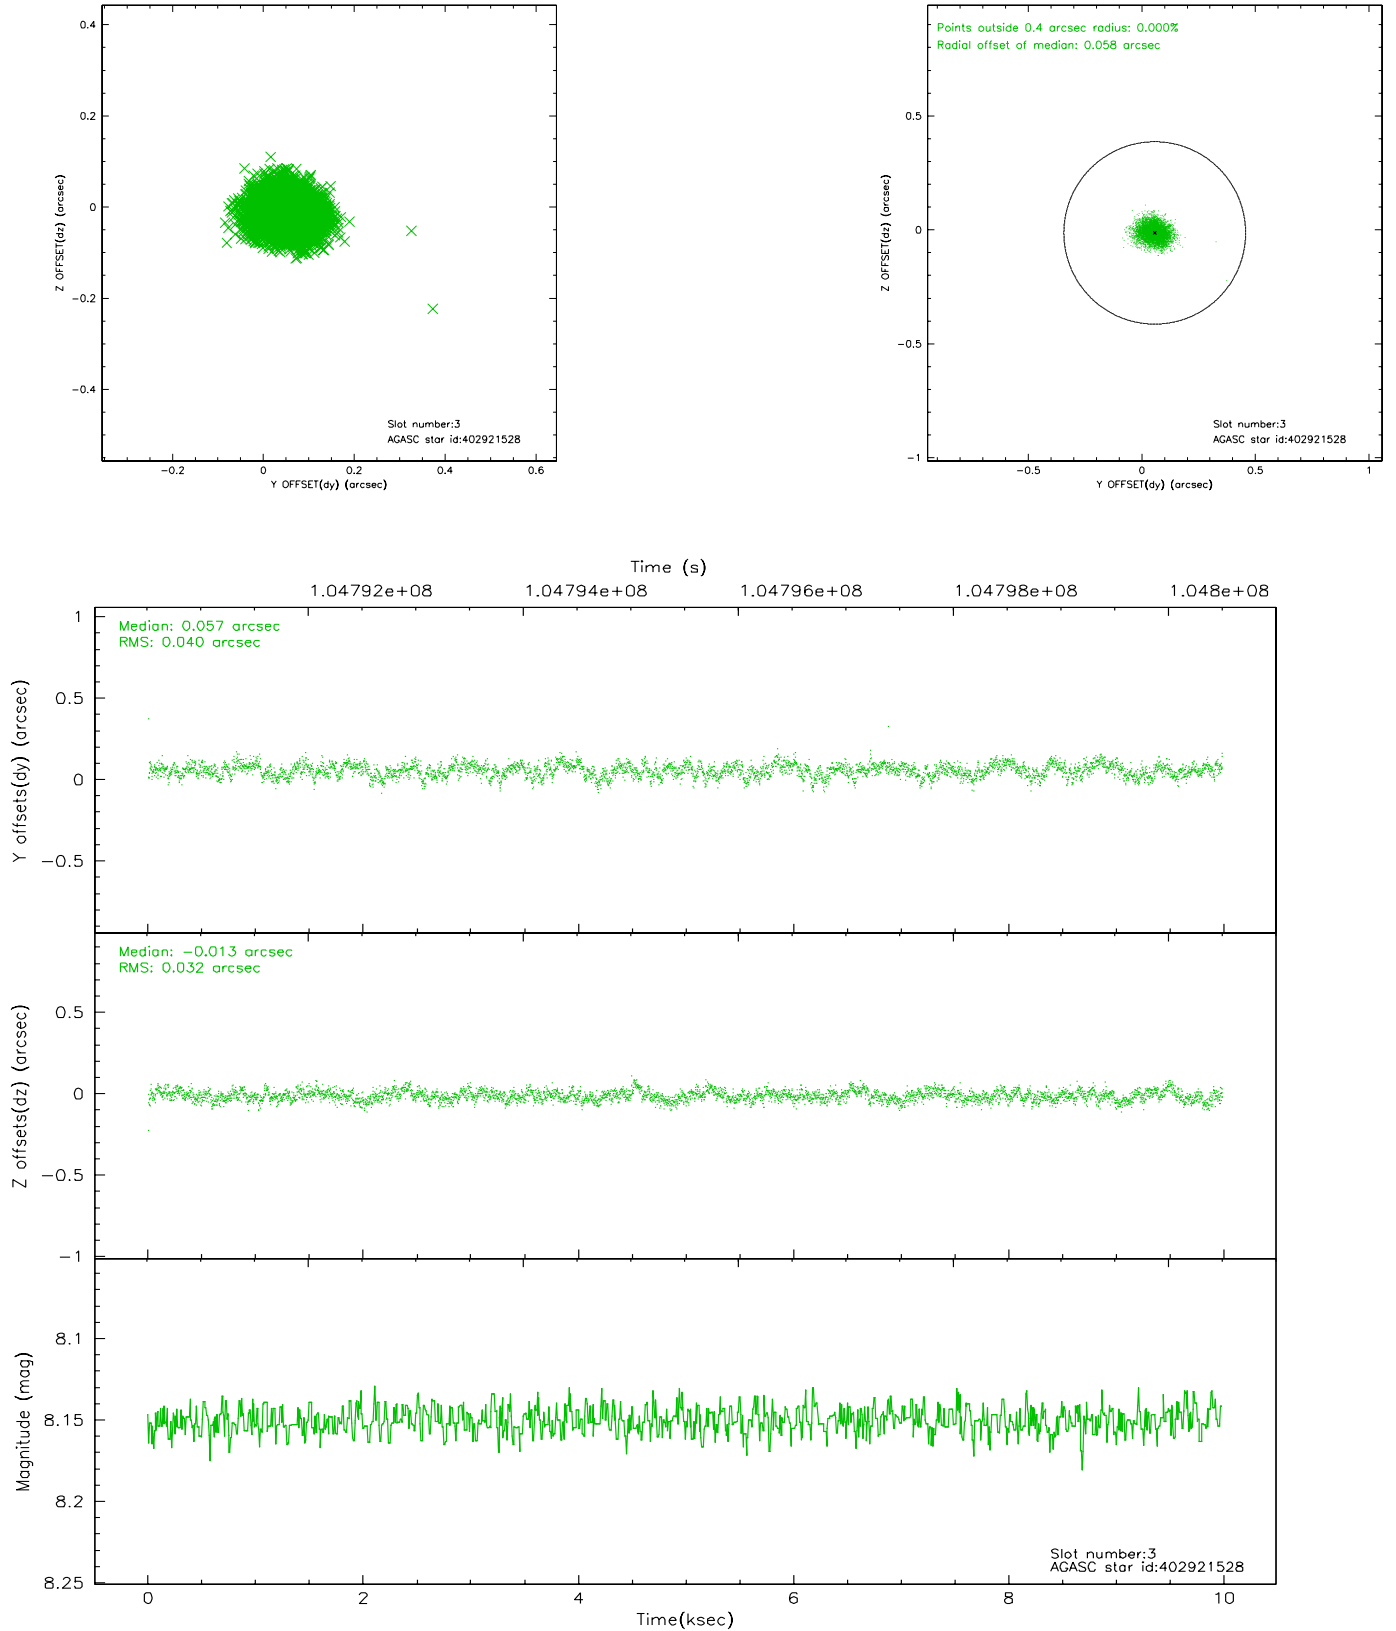 0.4
0.2
0
−0.2
−0.4
Z OFFSET(dz) (arcsec)
Slot number:3
AGASC star id:402921528
−0.2 0 0.2 0.4 0.6
Y OFFSET(dy) (arcsec)
Points outside 0.4 arcsec radius: 0.000%
Radial offset of median: 0.058 arcsec
0.5
0
−0.5
−1
Z OFFSET(dz) (arcsec)
Slot number:3
AGASC star id:402921528
−0.5 0 0.5 1
Y OFFSET(dy) (arcsec)
Time (s)
1.04792e+08 1.04794e+08 1.04796e+08 1.04798e+08 1.048e+08
Median: 0.057 arcsec
RMS: 0.040 arcsec
1
0.5
0
−0.5
Y offsets(dy) (arcsec)
Median: −0.013 arcsec
RMS: 0.032 arcsec
0.5
0
−0.5
−1
Z offsets(dz) (arcsec)
8.1
8.15
8.2
8.25
Magnitude (mag)
Slot number:3
AGASC star id:402921528
0 2 4 6 8 10
Time(ksec)